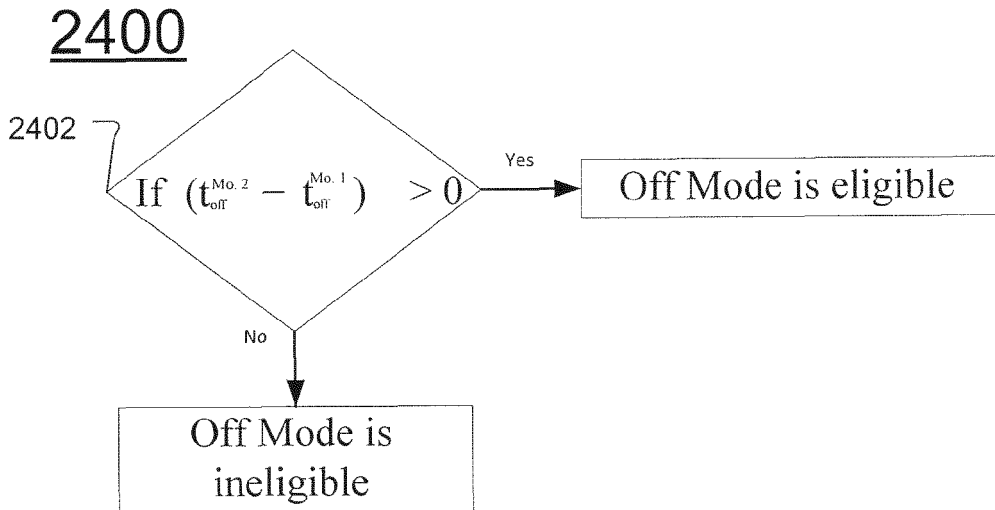 2400
2402
If (t_off^Mo. 2 − t_off^Mo. 1) > 0
Yes
Off Mode is eligible
No
Off Mode is
ineligible